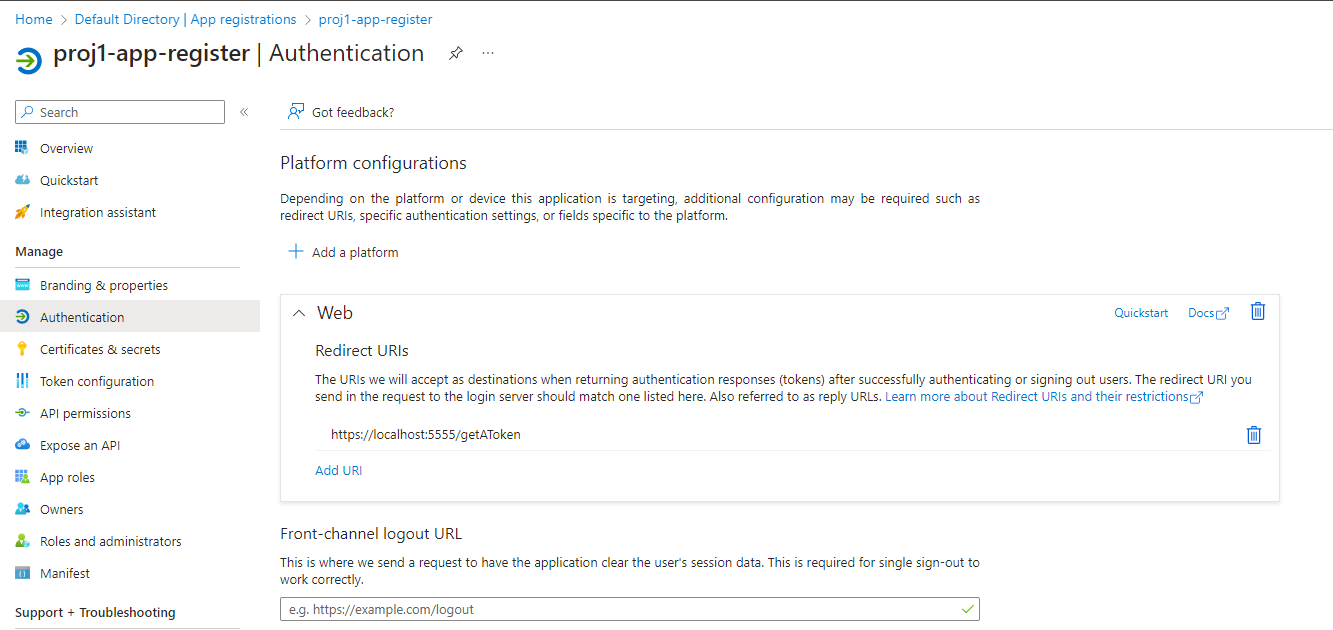 Home > Default Directory | App registrations > proj1-app-register
proj1-app-register | Authentication
Search
Overview
Quickstart
Integration assistant
Manage
Branding & properties
Authentication
Certificates & secrets
Token configuration
API permissions
Expose an API
App roles
Owners
Roles and administrators
Manifest
Support + Troubleshooting
Got feedback?
Platform configurations
Depending on the platform or device this application is targeting, additional configuration may be required such as
redirect URIs, specific authentication settings, or fields specific to the platform.
Add a platform
Web
Quickstart
Docs
Redirect URIs
The URIs we will accept as destinations when returning authentication responses (tokens) after successfully authenticating or signing out users. The redirect URI you
send in the request to the login server should match one listed here. Also referred to as reply URLs. Learn more about Redirect URIs and their restrictions
https://localhost:5555/getAToken
Add URI
Front-channel logout URL
This is where we send a request to have the application clear the user's session data. This is required for single sign-out to
work correctly.
e.g. https://example.com/logout